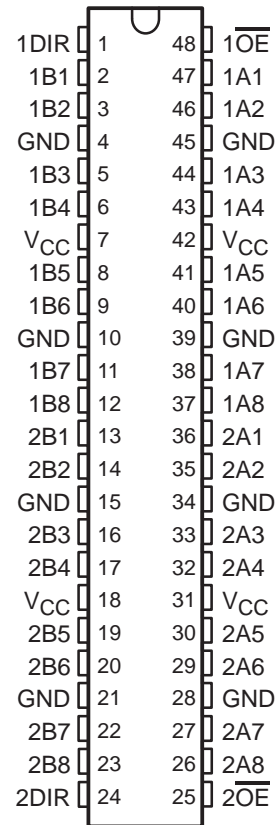 1DIR 1 48 1O̅E̅
1B1 2 47 1A1
1B2 3 46 1A2
GND 4 45 GND
1B3 5 44 1A3
1B4 6 43 1A4
VCC 7 42 VCC
1B5 8 41 1A5
1B6 9 40 1A6
GND 10 39 GND
1B7 11 38 1A7
1B8 12 37 1A8
2B1 13 36 2A1
2B2 14 35 2A2
GND 15 34 GND
2B3 16 33 2A3
2B4 17 32 2A4
VCC 18 31 VCC
2B5 19 30 2A5
2B6 20 29 2A6
GND 21 28 GND
2B7 22 27 2A7
2B8 23 26 2A8
2DIR 24 25 2O̅E̅